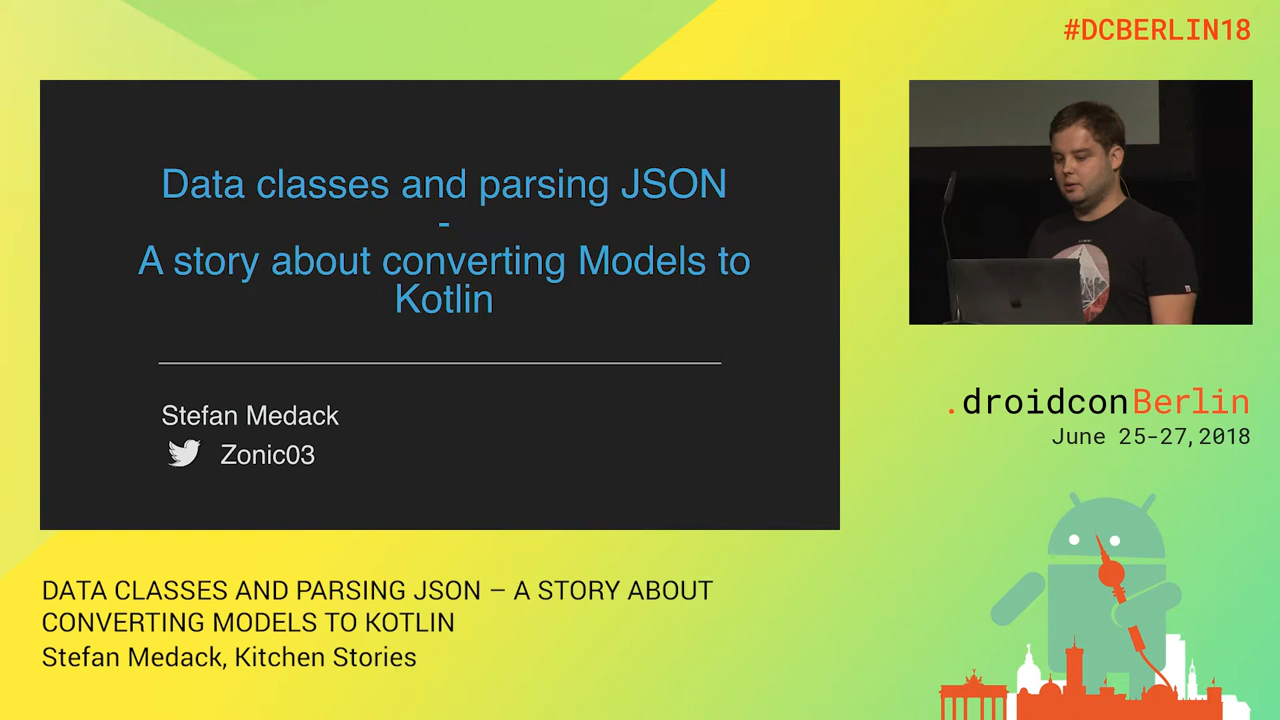 #DCBERLIN18
Data classes and parsing JSON
-
A story about converting Models to
Kotlin
Stefan Medack
Zonic03
.droidconBerlin
June 25-27,2018
DATA CLASSES AND PARSING JSON – A STORY ABOUT
CONVERTING MODELS TO KOTLIN
Stefan Medack, Kitchen Stories